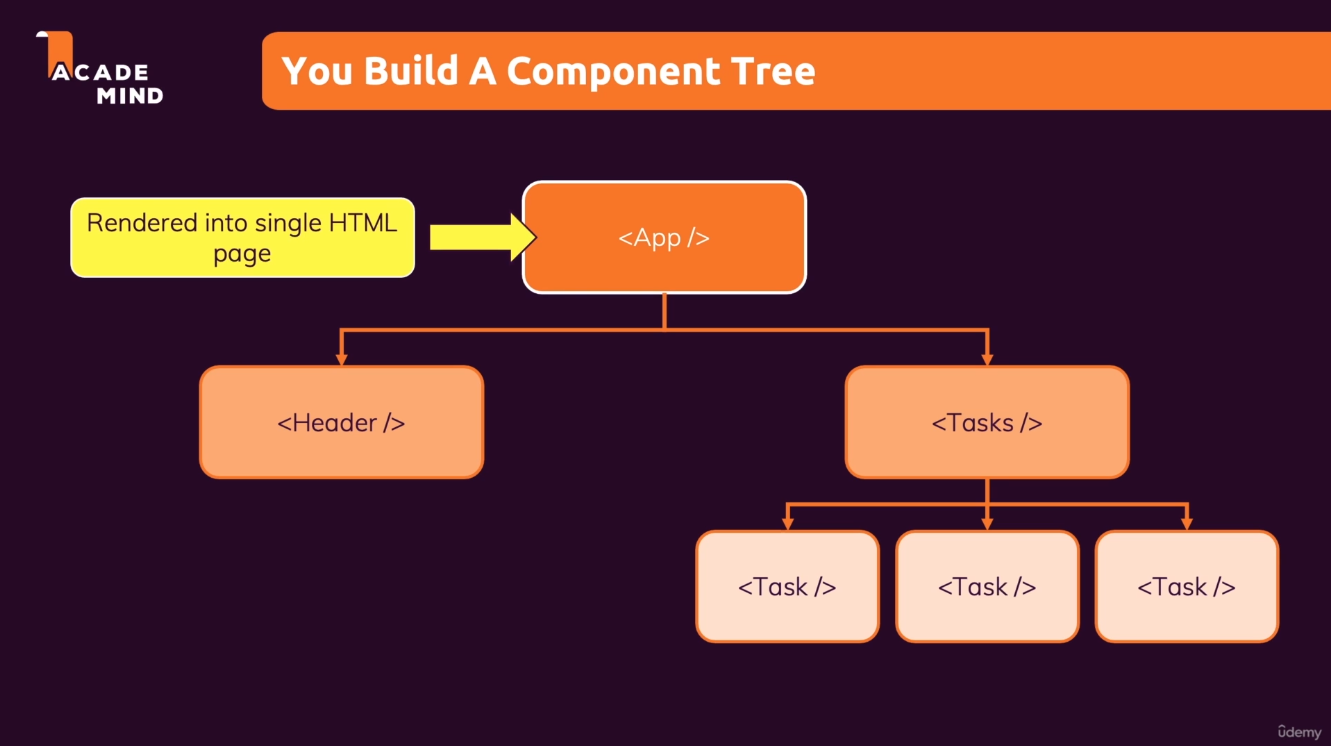 ACADE
MIND
You Build A Component Tree
Rendered into single HTML
page
<App />
<Header />
<Tasks />
<Task />
<Task />
<Task />
ûdemy